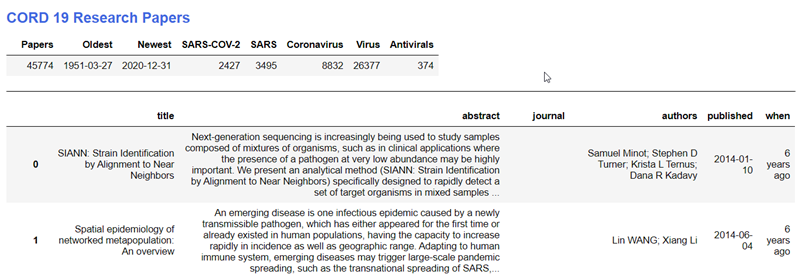 CORD 19 Research Papers
Papers Oldest Newest SARS-COV-2 SARS Coronavirus Virus Antivirals
45774 1951-03-27 2020-12-31 2427 3495 8832 26377 374
title abstract journal authors published when
0
SIANN: Strain Identification
by Alignment to Near
Neighbors
Next-generation sequencing is increasingly being used to study samples
composed of mixtures of organisms, such as in clinical applications where
the presence of a pathogen at very low abundance may be highly
important. We present an analytical method (SIANN: Strain Identification
by Alignment to Near Neighbors) specifically designed to rapidly detect a
set of target organisms in mixed samples ...
Samuel Minot; Stephen D
Turner; Krista L Ternus;
Dana R Kadavy
2014-01-
10
6
years
ago
1
Spatial epidemiology of
networked metapopulation:
An overview
An emerging disease is one infectious epidemic caused by a newly
transmissible pathogen, which has either appeared for the first time or
already existed in human populations, having the capacity to increase
rapidly in incidence as well as geographic range. Adapting to human
immune system, emerging diseases may trigger large-scale pandemic
spreading, such as the transnational spreading of SARS,...
Lin WANG; Xiang Li
2014-06-
04
6
years
ago